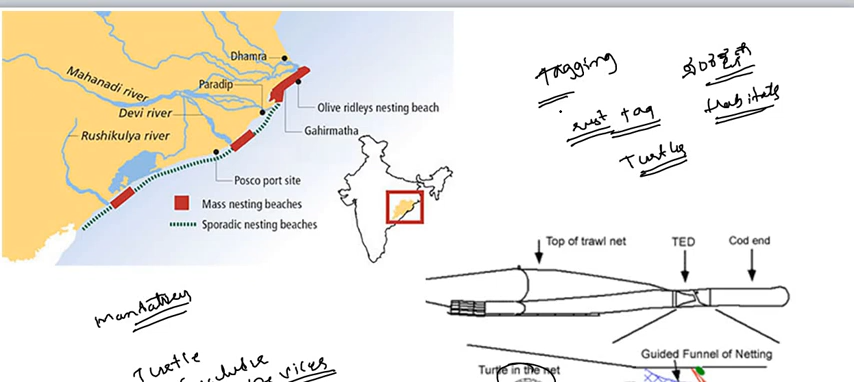 Dhamra
Mahanadi river
Paradip
Devi river
Olive ridleys nesting beach
Rushikulya river
Gahirmatha
Posco port site
Mass nesting beaches
Sporadic nesting beaches
Tagging
Habitats
Turtle
Top of trawl net
TED
Cod end
Mandatory
Turtle
Devices
Guided Funnel of Netting
Turtle in the net